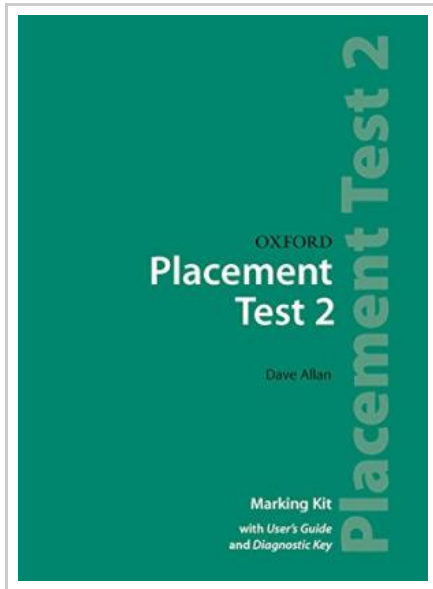 Placement Test 2
OXFORD
Placement
Test 2
Dave Allan
Marking Kit
with User's Guide
and Diagnostic Key